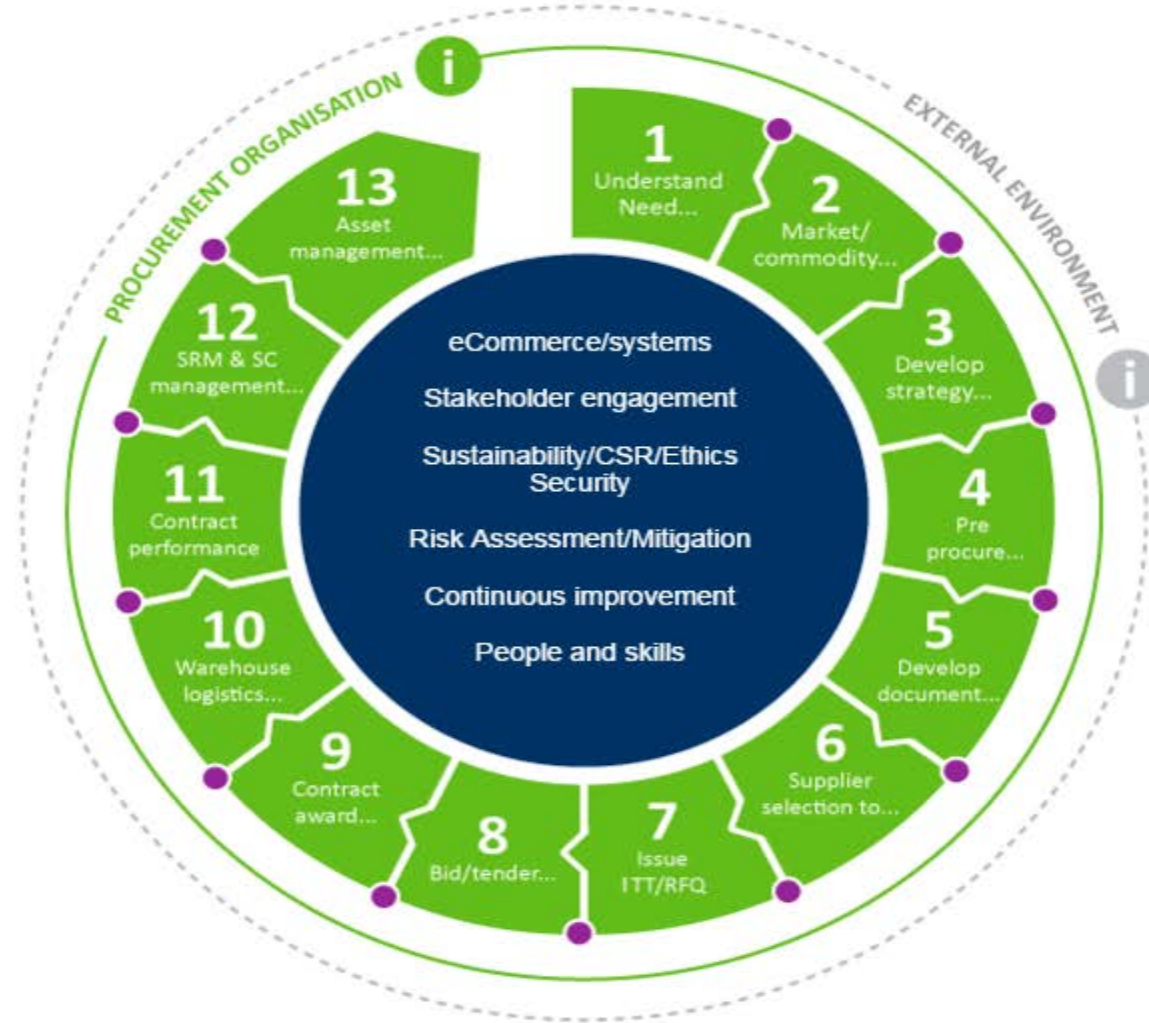 PROCUREMENT ORGANISATION
i
EXTERNAL ENVIRONMENT
i
1
Understand
Need...
2
Market/
commodity...
3
Develop
strategy...
4
Pre
procure...
5
Develop
document...
6
Supplier
selection to...
7
Issue
ITT/RFQ
8
Bid/tender...
9
Contract
award...
10
Warehouse
logistics...
11
Contract
performance
12
SRM & SC
management...
13
Asset
management...
eCommerce/systems
Stakeholder engagement
Sustainability/CSR/Ethics
Security
Risk Assessment/Mitigation
Continuous improvement
People and skills